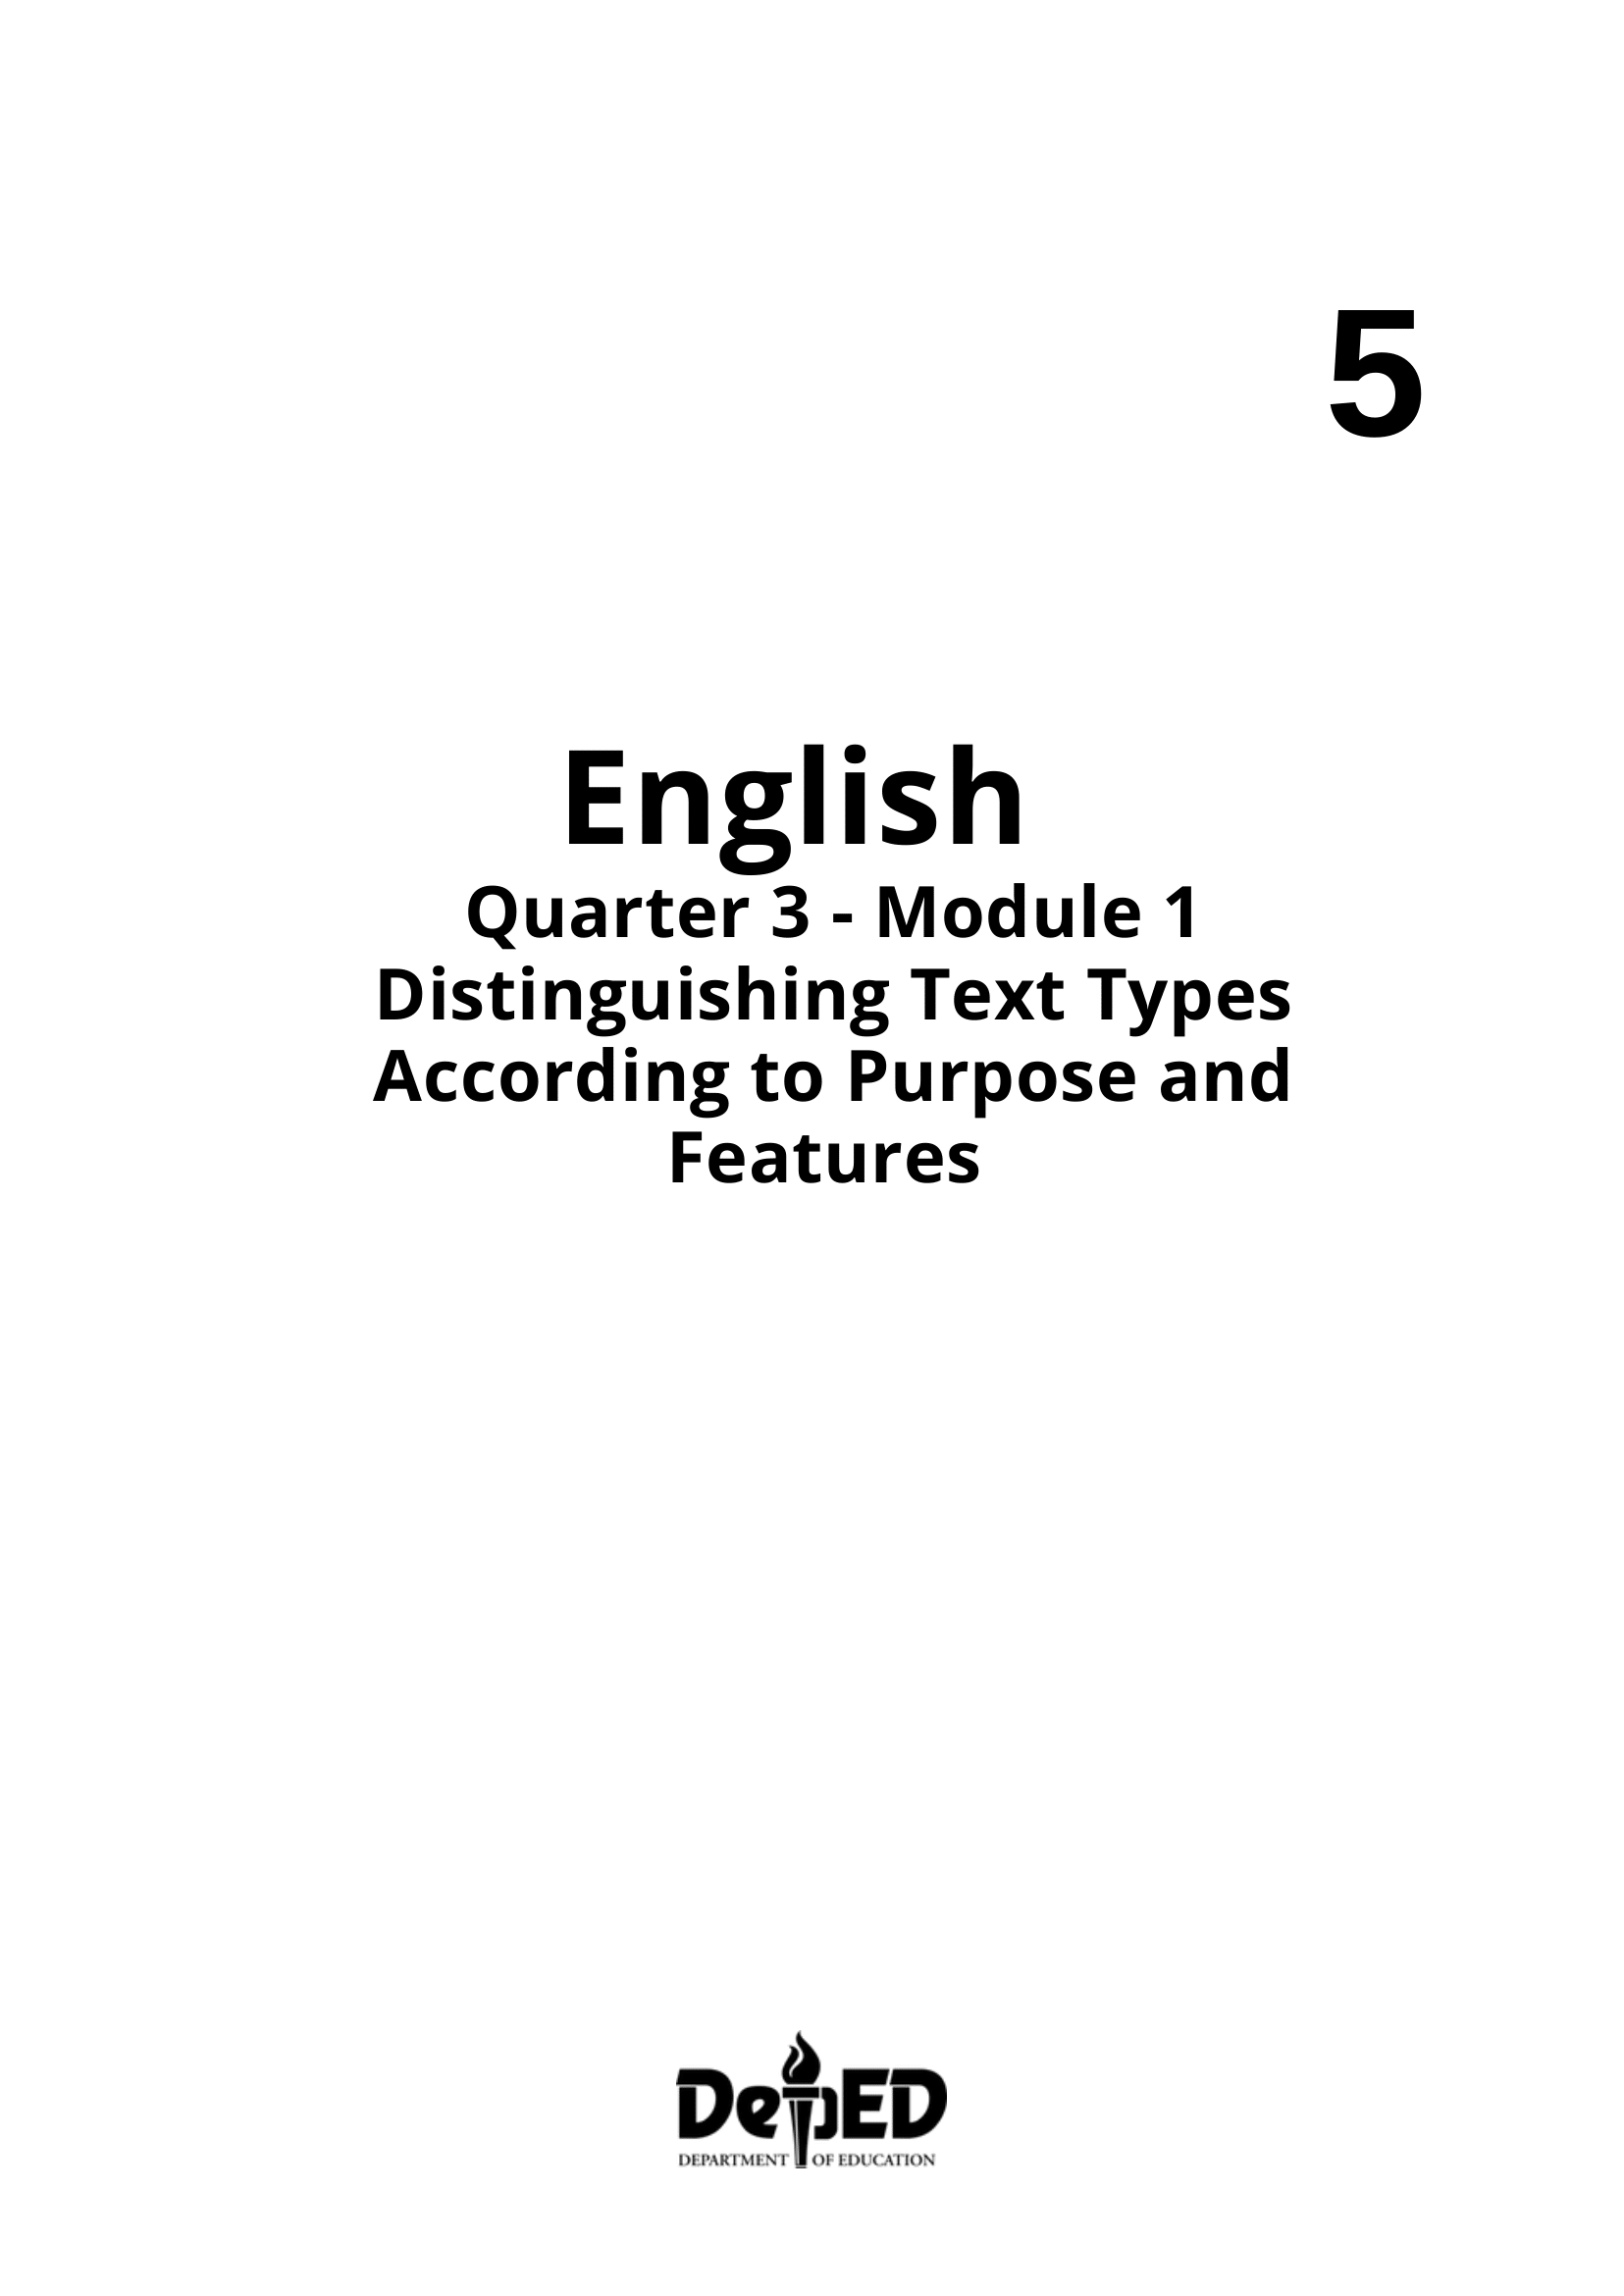 5
English
Quarter 3 - Module 1
Distinguishing Text Types
According to Purpose and
Features
DepED
DEPARTMENT OF EDUCATION